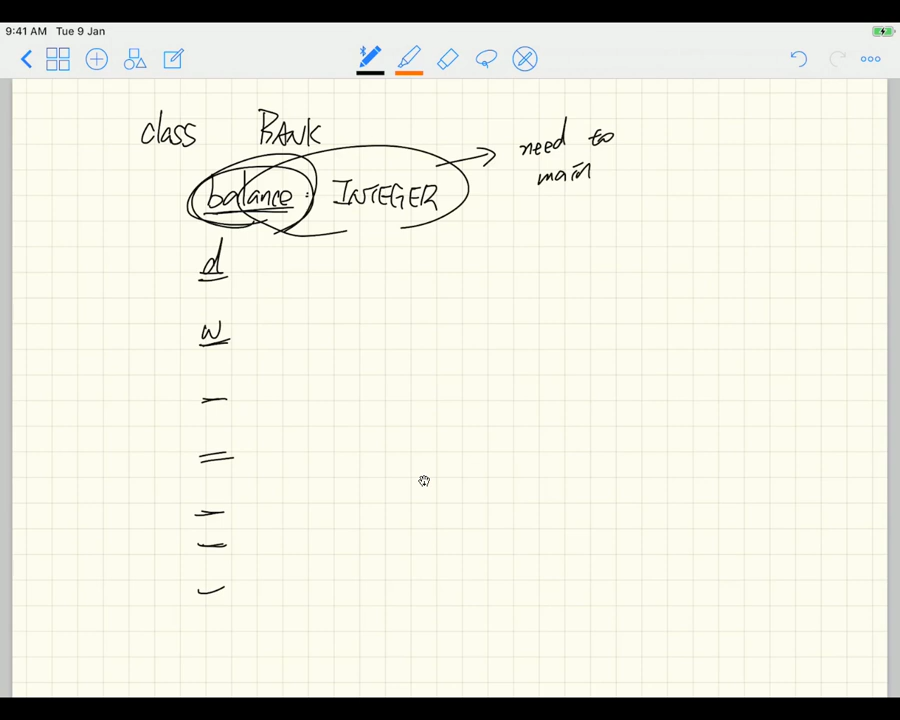 9:41 AM Tue 9 Jan
class BANK
balance : INTEGER
need to
main
d
w